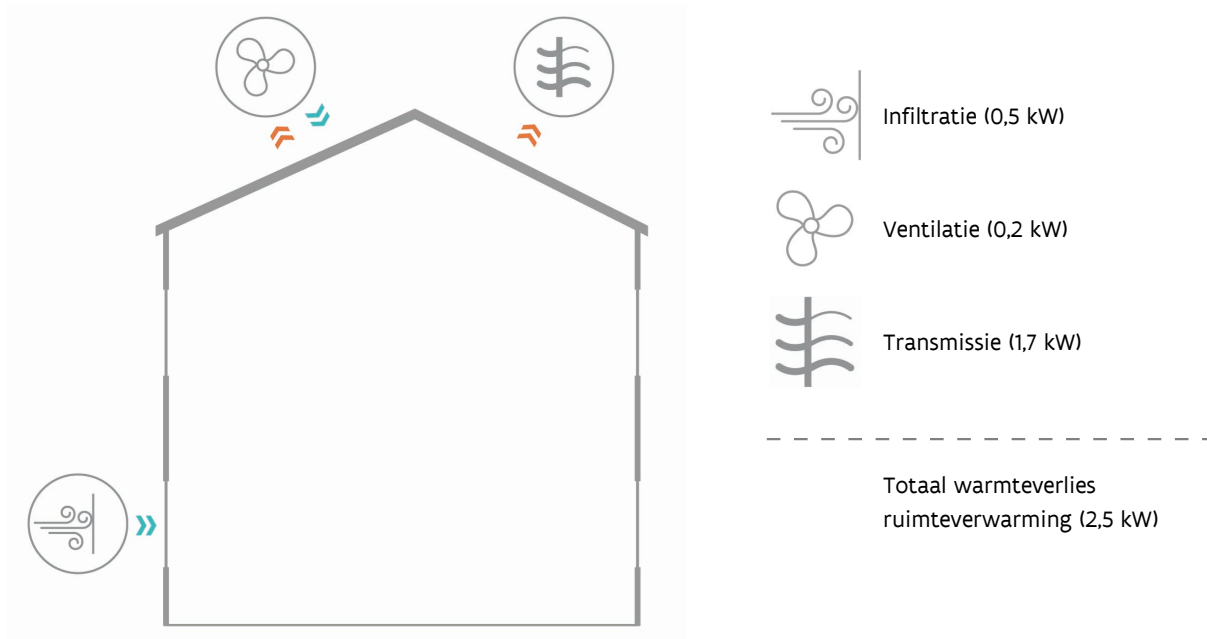 Infiltratie (0,5 kW)
Ventilatie (0,2 kW)
Transmissie (1,7 kW)
Totaal warmteverlies
ruimteverwarming (2,5 kW)